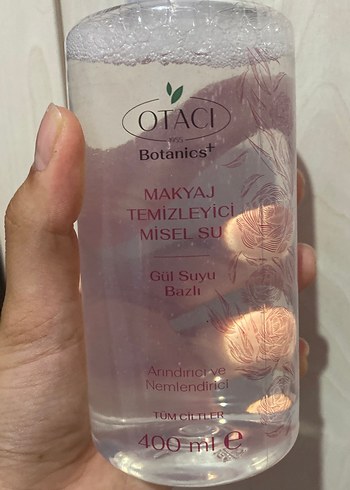 OTACI
Botanics+
MAKYAJ
TEMİZLEYİCİ
MİSEL SU
Gül Suyu
Bazlı
Arındırıcı ve
Nemlendirici
TÜM CİLTLER
400 ml e